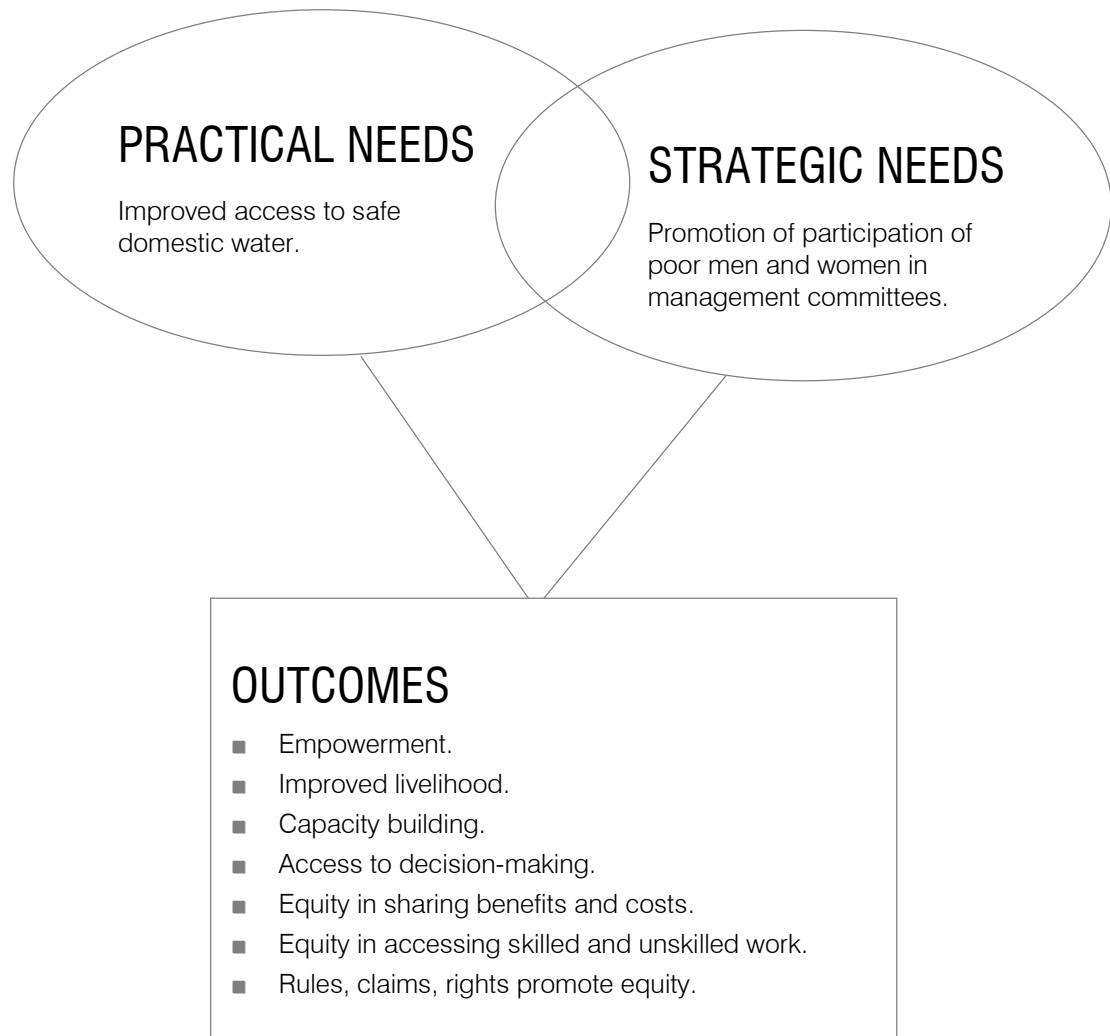 PRACTICAL NEEDS
Improved access to safe
domestic water.
STRATEGIC NEEDS
Promotion of participation of
poor men and women in
management committees.
OUTCOMES
■ Empowerment.
■ Improved livelihood.
■ Capacity building.
■ Access to decision-making.
■ Equity in sharing benefits and costs.
■ Equity in accessing skilled and unskilled work.
■ Rules, claims, rights promote equity.